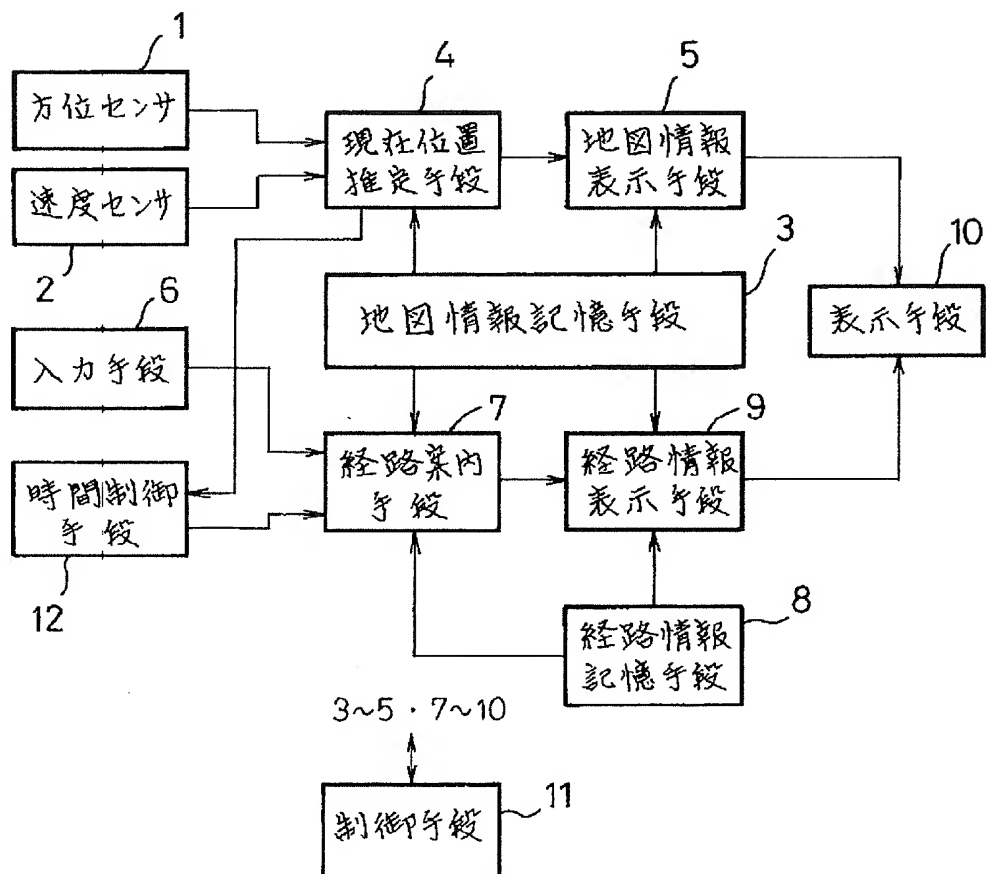 1
方位センサ
速度センサ
2
4
現在位置
推定手段
5
地図情報
表示手段
3
地図情報記憶手段
10
表示手段
6
入力手段
7
経路案内
手段
9
経路情報
表示手段
時間制御
手段
12
8
経路情報
記憶手段
3~5・7~10
制御手段
11